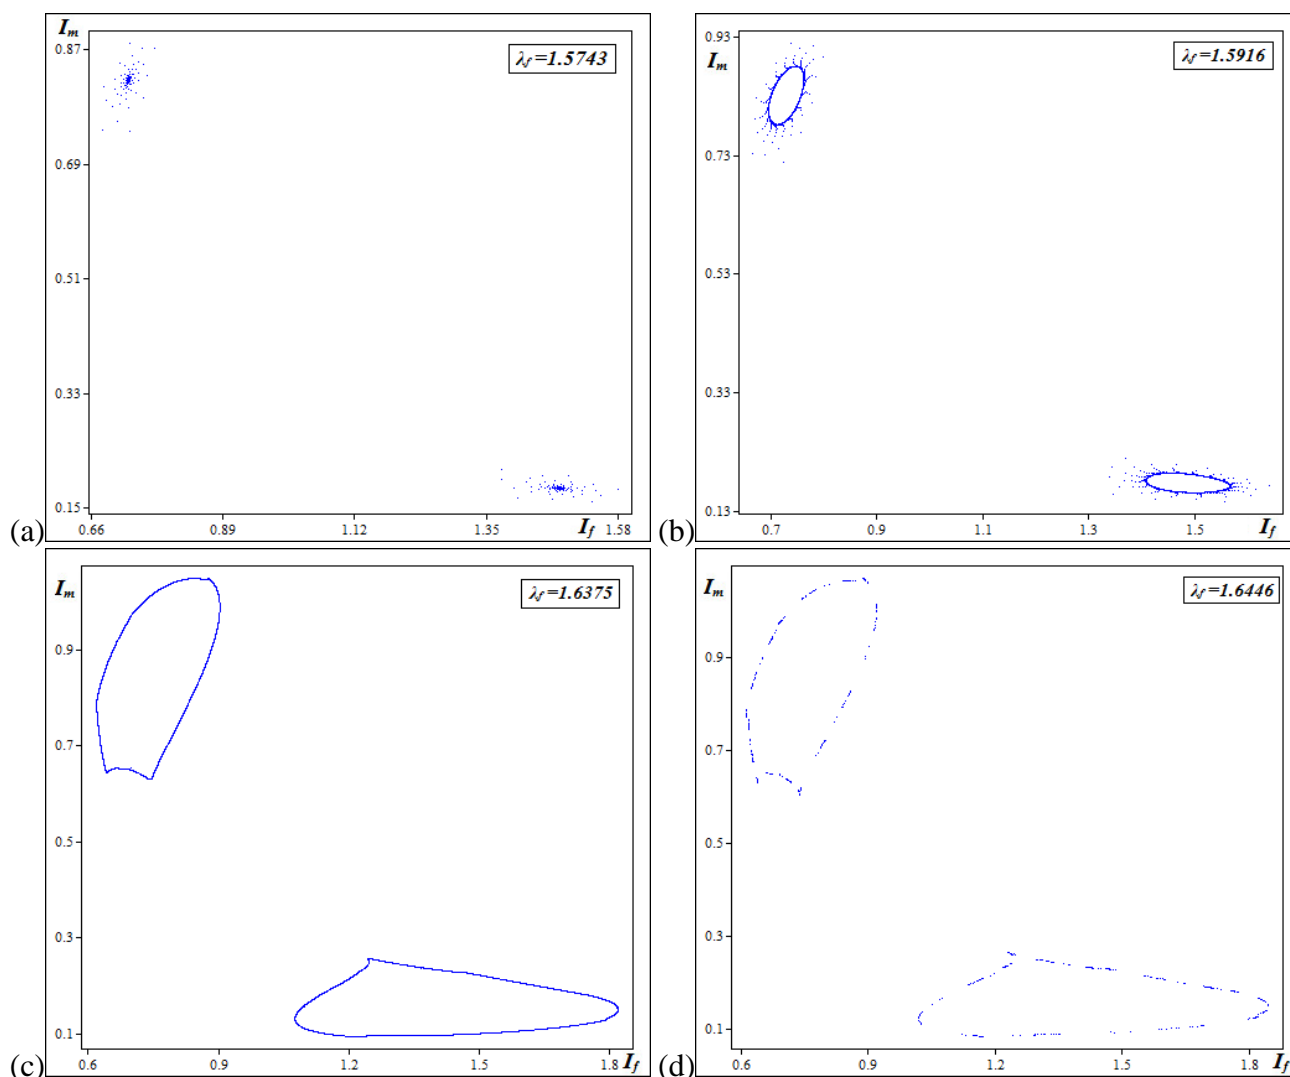 I_m
0.87
0.69
0.51
0.33
0.15
0.66 0.89 1.12 1.35 I_f 1.58
λ_f =1.5743
(a)
0.93
I_m
0.73
0.53
0.33
0.13
0.7 0.9 1.1 1.3 1.5 I_f
λ_f =1.5916
(b)
I_m
0.9
0.7
0.5
0.3
0.1
0.6 0.9 1.2 1.5 1.8 I_f
λ_f =1.6375
(c)
I_m
0.9
0.7
0.5
0.3
0.1
0.6 0.9 1.2 1.5 1.8 I_f
λ_f =1.6446
(d)